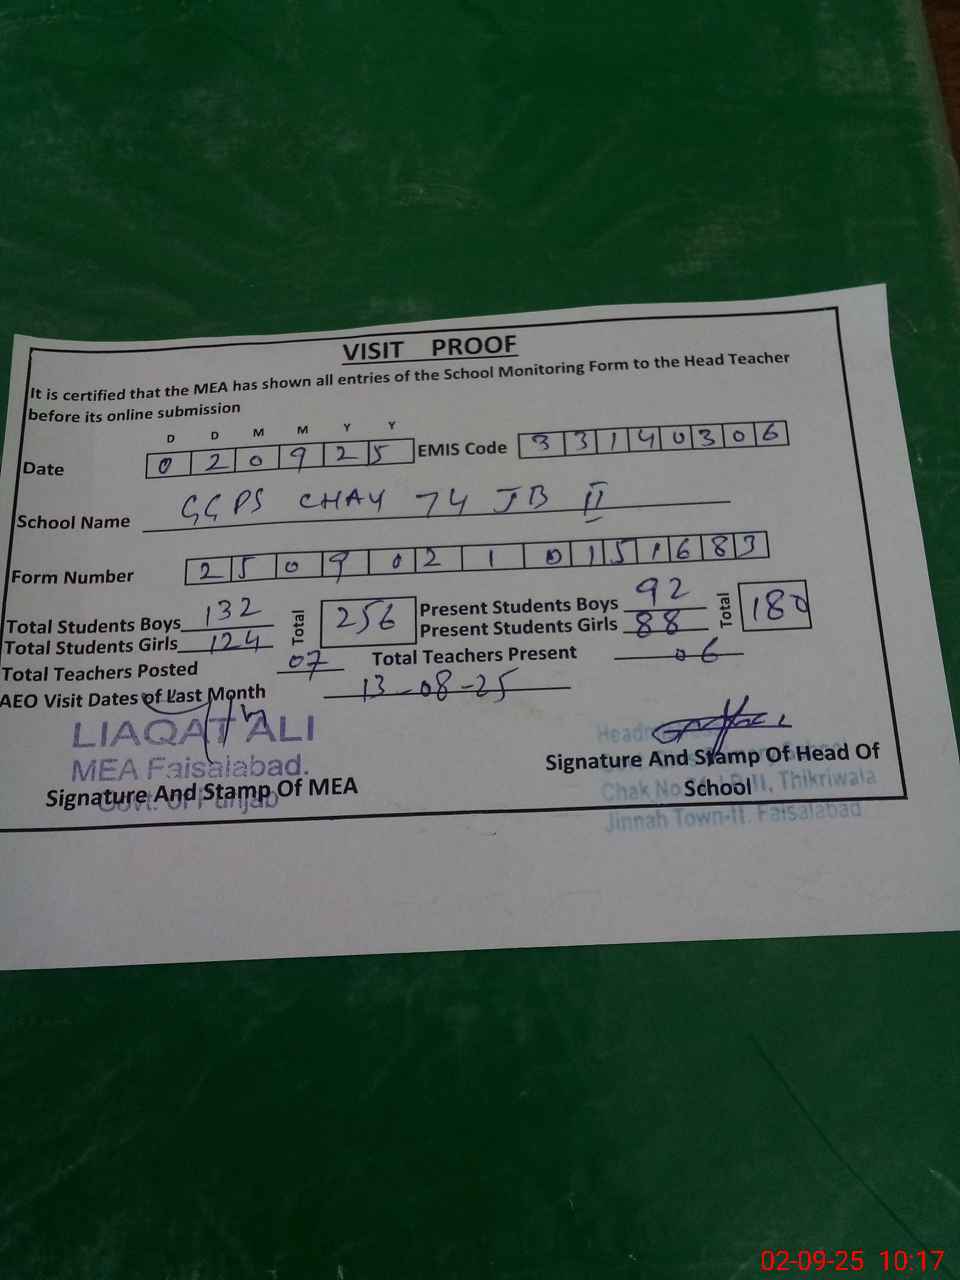 VISIT PROOF
It is certified that the MEA has shown all entries of the School Monitoring Form to the Head Teacher
before its online submission
D D M M Y Y
Date 0 2 0 9 2 5 EMIS Code 3 3 1 4 0 3 0 6
School Name GGPS CHAK 74 JB II
Form Number 2 5 0 9 0 2 1 0 1 5 1 6 8 3
Total Students Boys 132 Total 256 Present Students Boys 92 Total 180
Total Students Girls 124 Present Students Girls 88
Total Teachers Posted 07 Total Teachers Present 06
AEO Visit Dates of Last Month 13-08-25
LIAQAT ALI
MEA Faisalabad.
Govt. Of Punjab
Signature And Stamp Of MEA
Signature And Stamp Of Head Of
School
Chak No. II, Thikriwala
Jinnah Town-II. Faisalabad
02-09-25 10:17